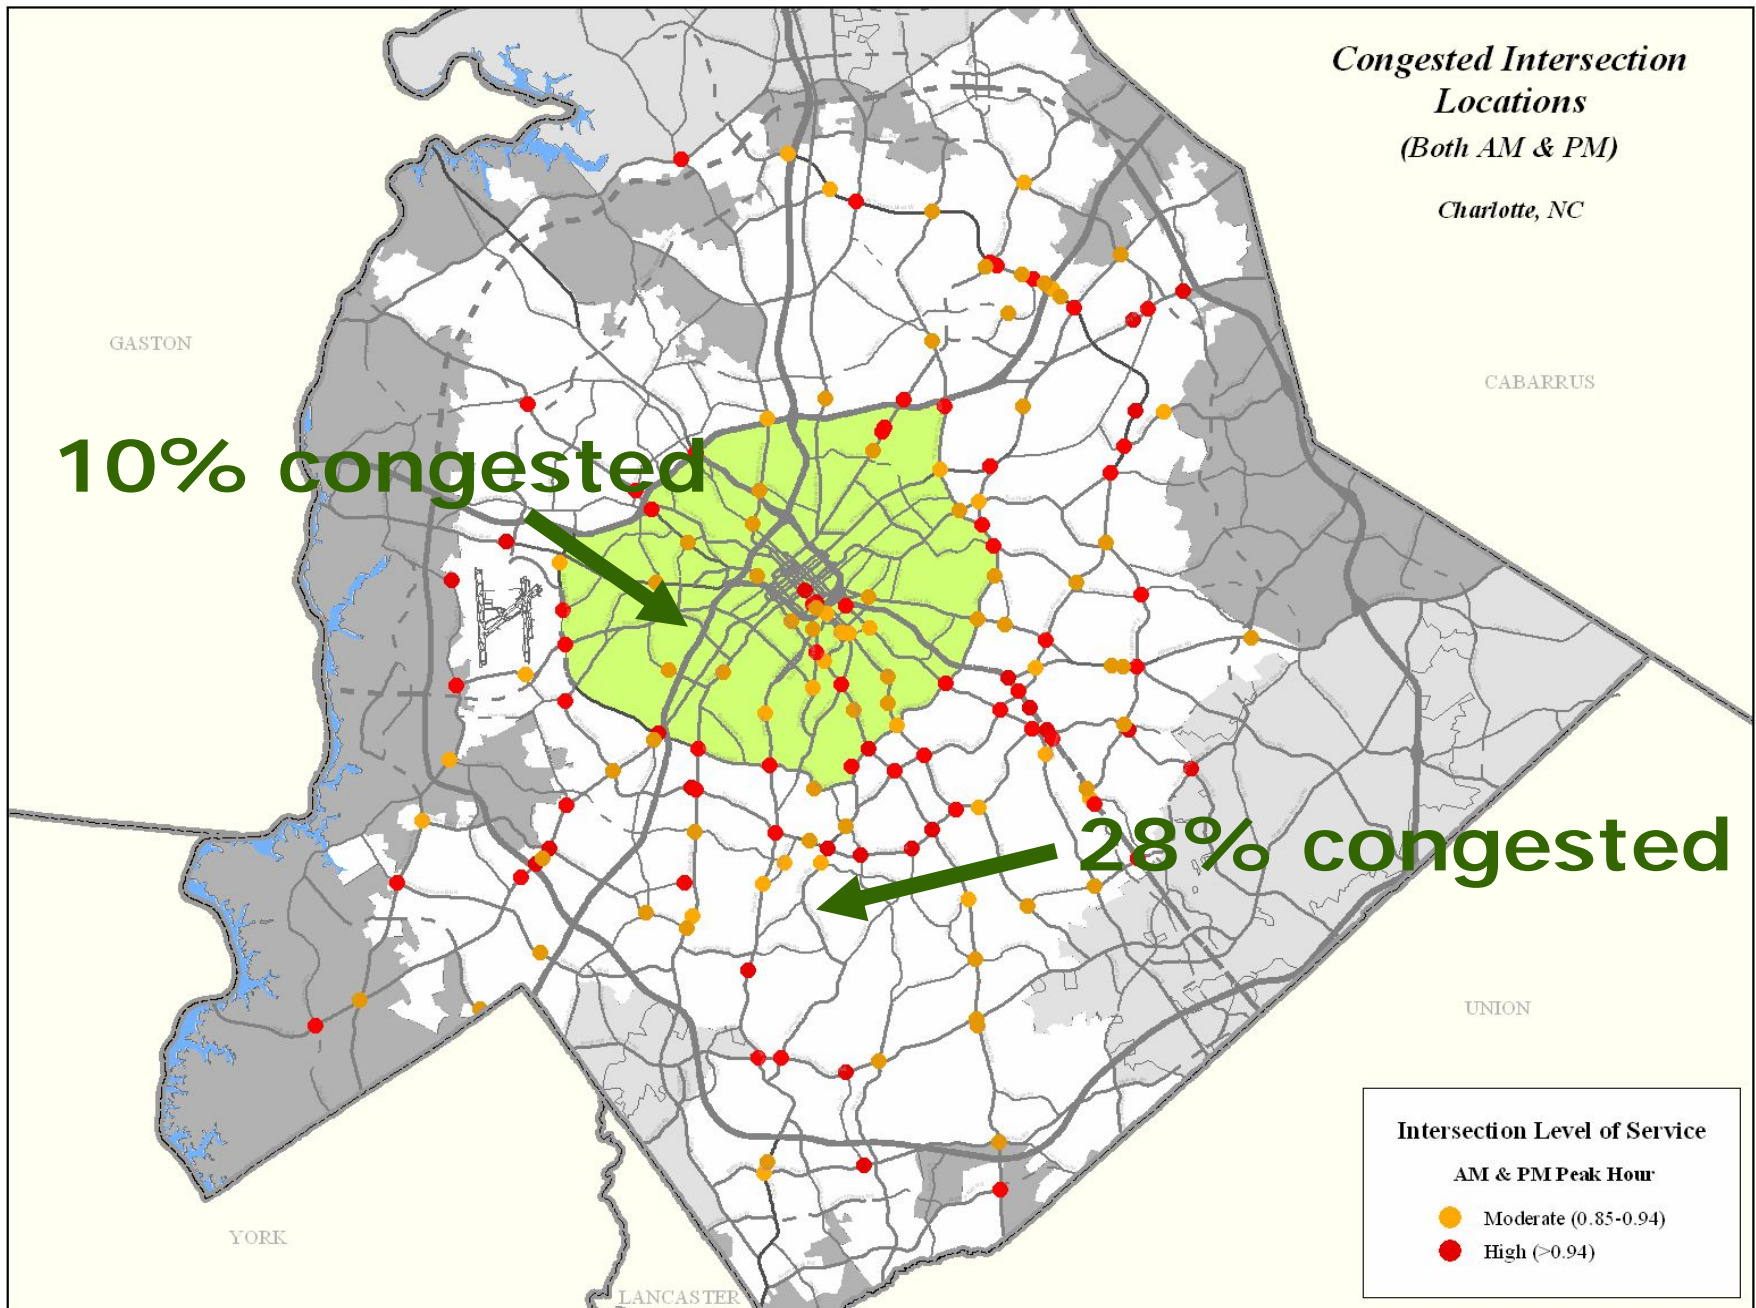 Congested Intersection
Locations
(Both AM & PM)
Charlotte, NC
GASTON
CABARRUS
10% congested
28% congested
UNION
YORK
LANCASTER
Intersection Level of Service
AM & PM Peak Hour
Moderate (0.85-0.94)
High (>0.94)